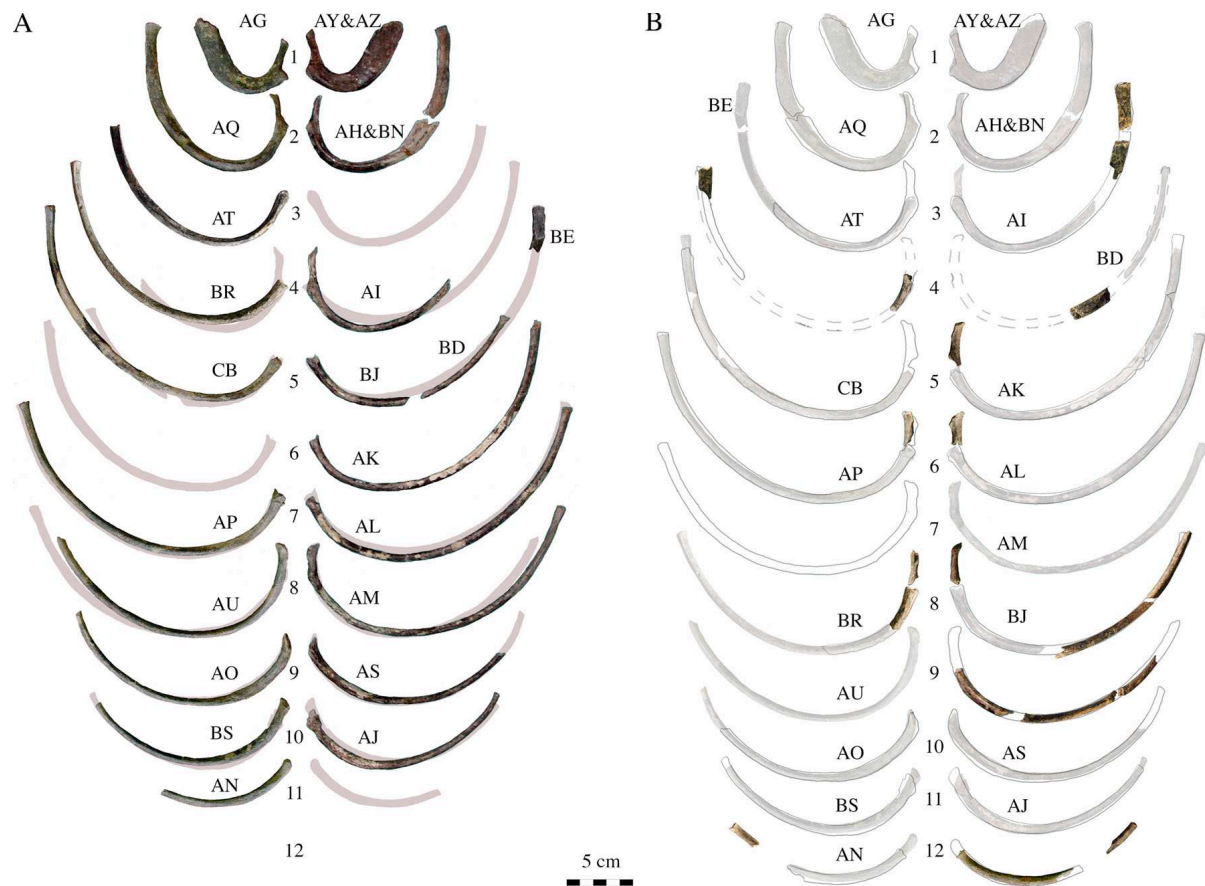 A
AG
AY&AZ
1
AQ
2
AH&BN
AT
3
BE
BR
4
AI
BD
CB
5
BJ
6
AK
AP
7
AL
AU
8
AM
AO
9
AS
BS
10
AJ
AN
11
12
5 cm
B
AG
AY&AZ
1
BE
AQ
2
AH&BN
AT
3
AI
BD
4
CB
5
AK
AP
6
AL
7
AM
BR
8
BJ
AU
9
AO
10
AS
BS
11
AJ
AN
12